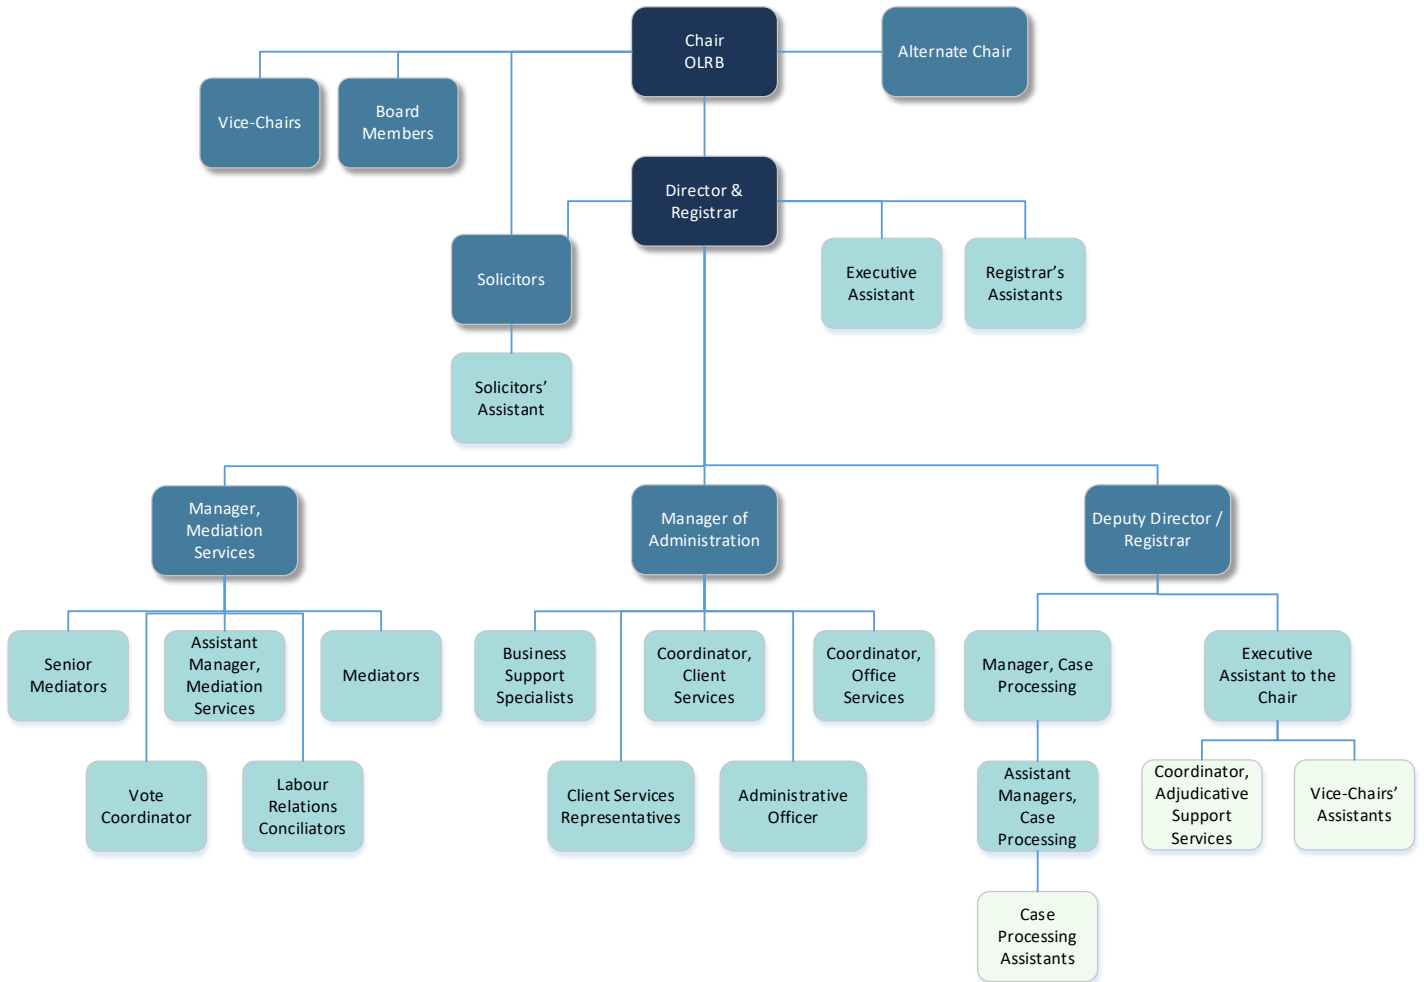 Chair
OLRB
Alternate Chair
Vice-Chairs
Board
Members
Director &
Registrar
Solicitors
Executive
Assistant
Registrar’s
Assistants
Solicitors’
Assistant
Manager,
Mediation
Services
Manager of
Administration
Deputy Director /
Registrar
Senior
Mediators
Assistant
Manager,
Mediation
Services
Mediators
Business
Support
Specialists
Coordinator,
Client
Services
Coordinator,
Office
Services
Manager, Case
Processing
Executive
Assistant to the
Chair
Vote
Coordinator
Labour
Relations
Conciliators
Client Services
Representatives
Administrative
Officer
Assistant
Managers,
Case
Processing
Coordinator,
Adjudicative
Support
Services
Vice-Chairs’
Assistants
Case
Processing
Assistants